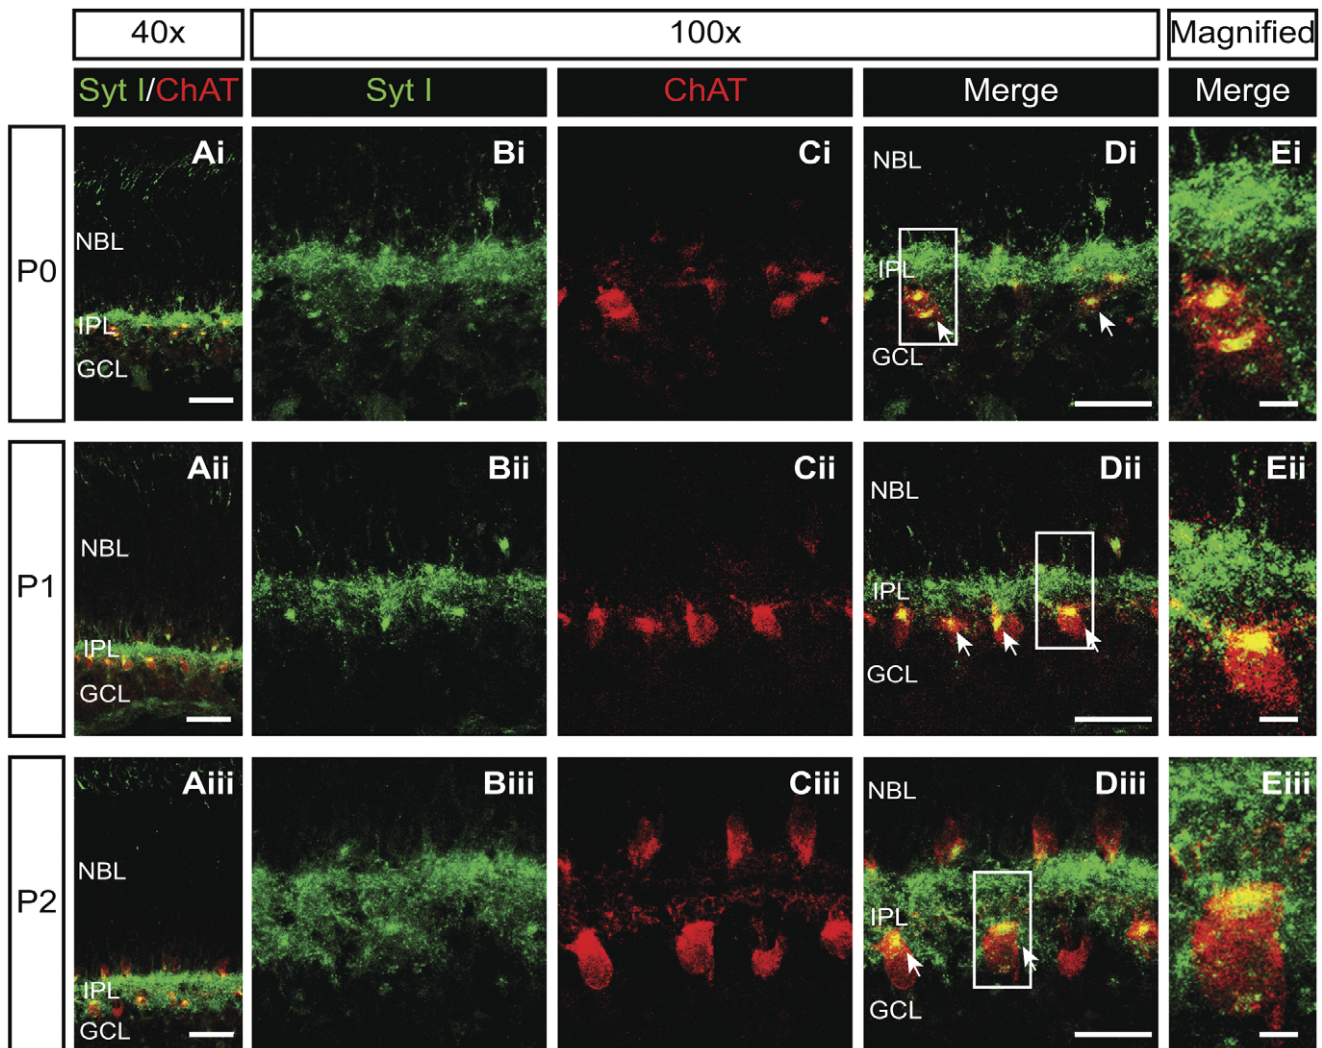 40x 100x Magnified
Syt I/ChAT Syt I ChAT Merge Merge
P0
Ai Bi Ci Di Ei
NBL
NBL
IPL
IPL
GCL
GCL
P1
Aii Bii Cii Dii Eii
NBL
NBL
IPL
IPL
GCL
GCL
P2
Aiii Biii Ciii Diii Eiii
NBL
NBL
IPL
IPL
GCL
GCL